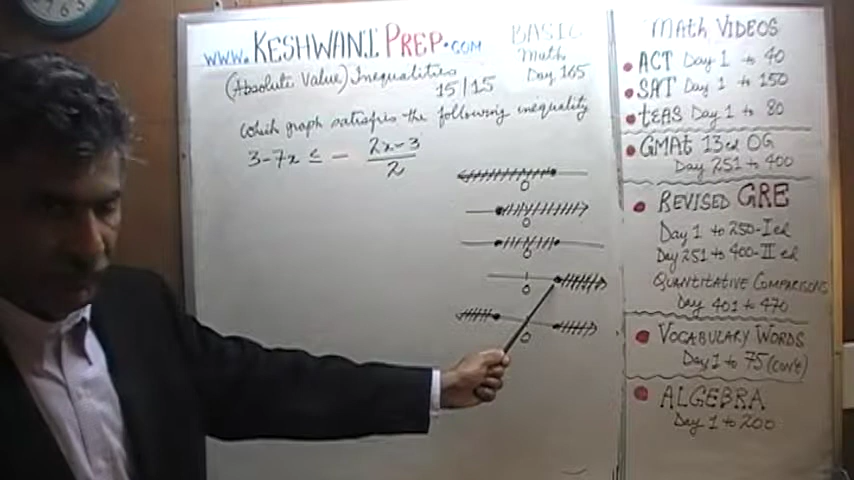 www.KESHWANIPREP.com
BASIC
Math
Day 165
(Absolute Value) Inequalities
15/15
Which graph satisfies the following inequality
3-7x ≤ - 2x-3
2
0
0
0
0
0
Math VIDEOS
ACT Day 1 to 40
SAT Day 1 to 150
tEAS Day 1 to 80
GMAt 13ed OG
Day 251 to 400
REVISED GRE
Day 1 to 250-I ed
Day 251 to 400-II ed
QUANTITATIVE COMPARISONS
Day 401 to 470
VOCABULARY WORDS
Day 1 to 75 (con't)
ALGEBRA
Day 1 to 200